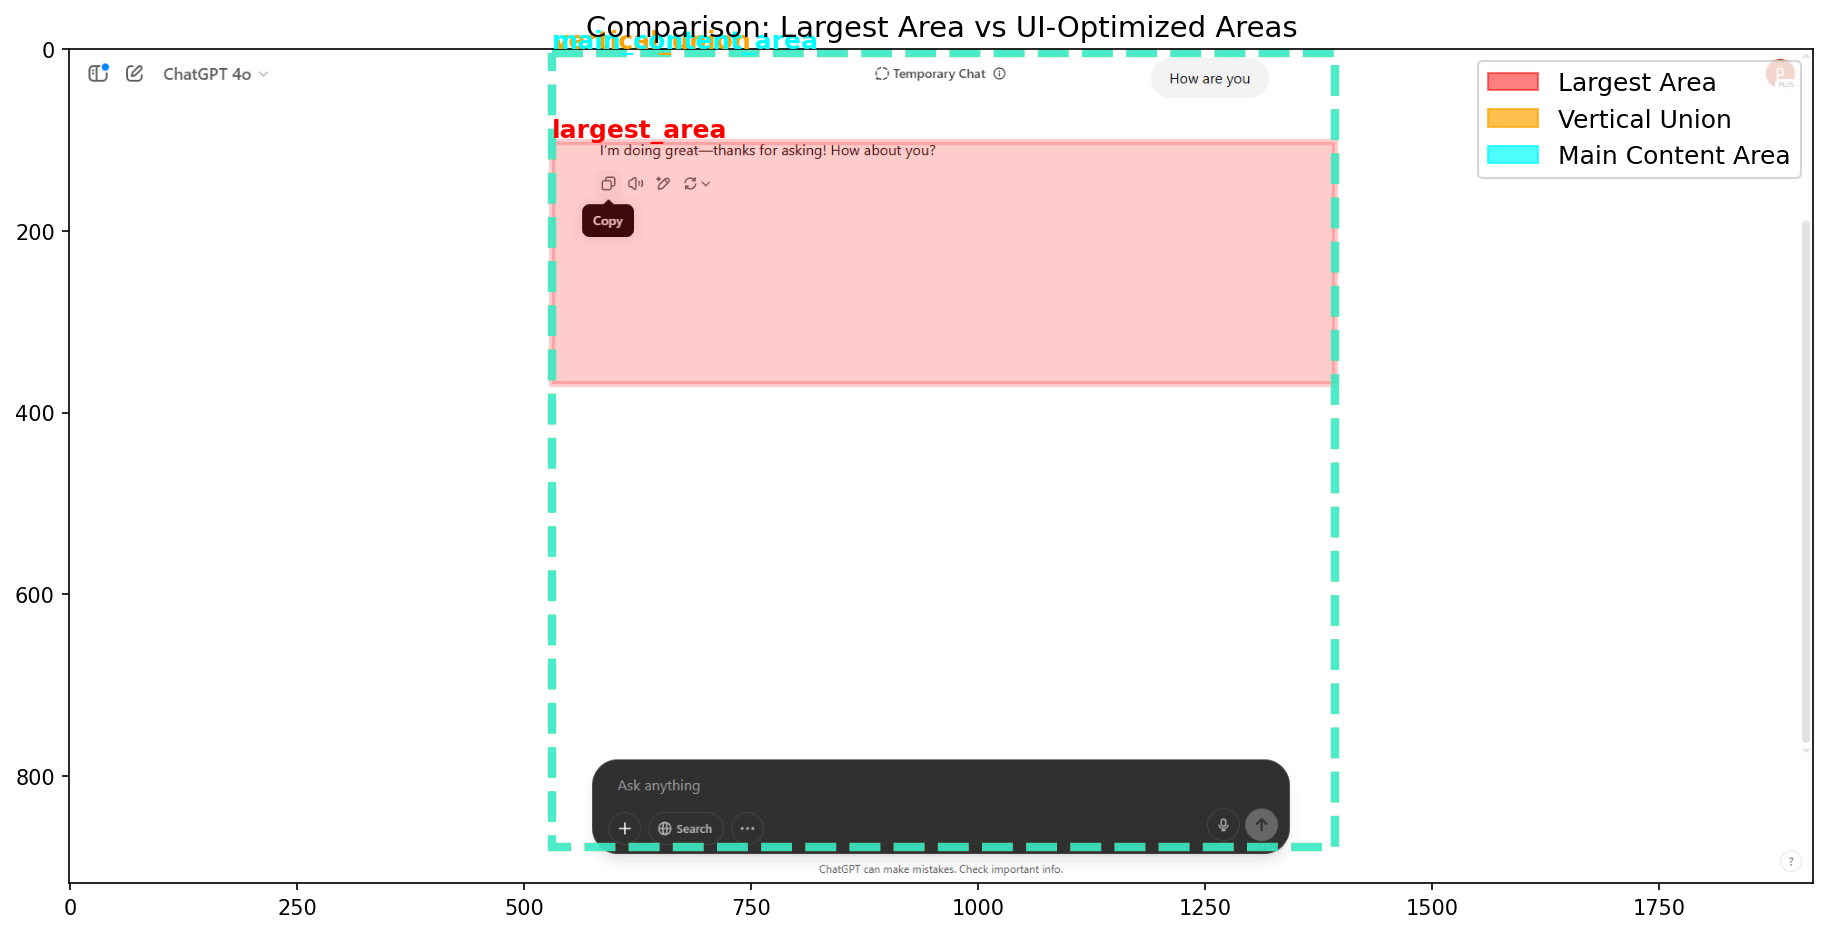 Comparison: Largest Area vs UI-Optimized Areas
main_content_area
ChatGPT 4o
Temporary Chat
How are you
P
PLUS
Largest Area
Vertical Union
Main Content Area
largest_area
I'm doing great—thanks for asking! How about you?
Copy
Ask anything
Search
ChatGPT can make mistakes. Check important info.
?
0
200
400
600
800
0
250
500
750
1000
1250
1500
1750